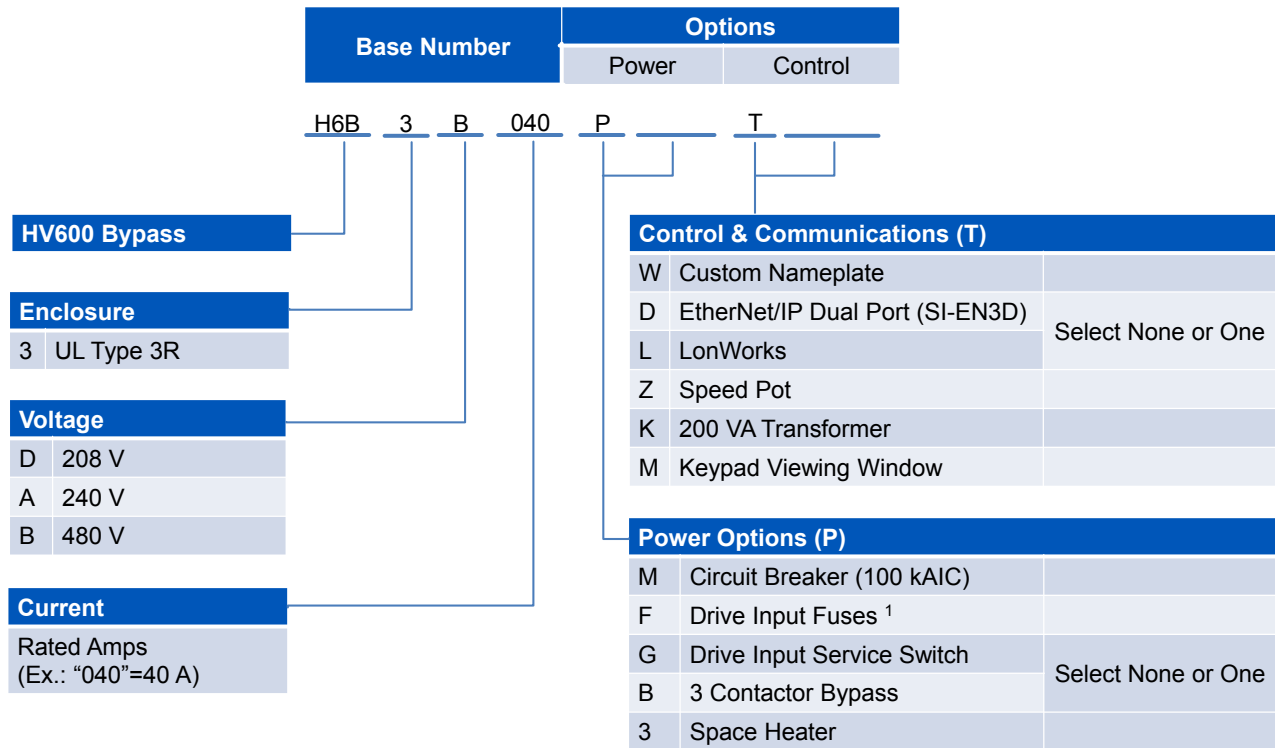 Base Number
Options
Power Control
H6B 3 B 040 P T
HV600 Bypass
Enclosure
3 UL Type 3R
Voltage
D 208 V
A 240 V
B 480 V
Current
Rated Amps
(Ex.: “040”=40 A)
Control & Communications (T)
W Custom Nameplate
D EtherNet/IP Dual Port (SI-EN3D)
L LonWorks
Select None or One
Z Speed Pot
K 200 VA Transformer
M Keypad Viewing Window
Power Options (P)
M Circuit Breaker (100 kAIC)
F Drive Input Fuses ¹
G Drive Input Service Switch
B 3 Contactor Bypass
Select None or One
3 Space Heater